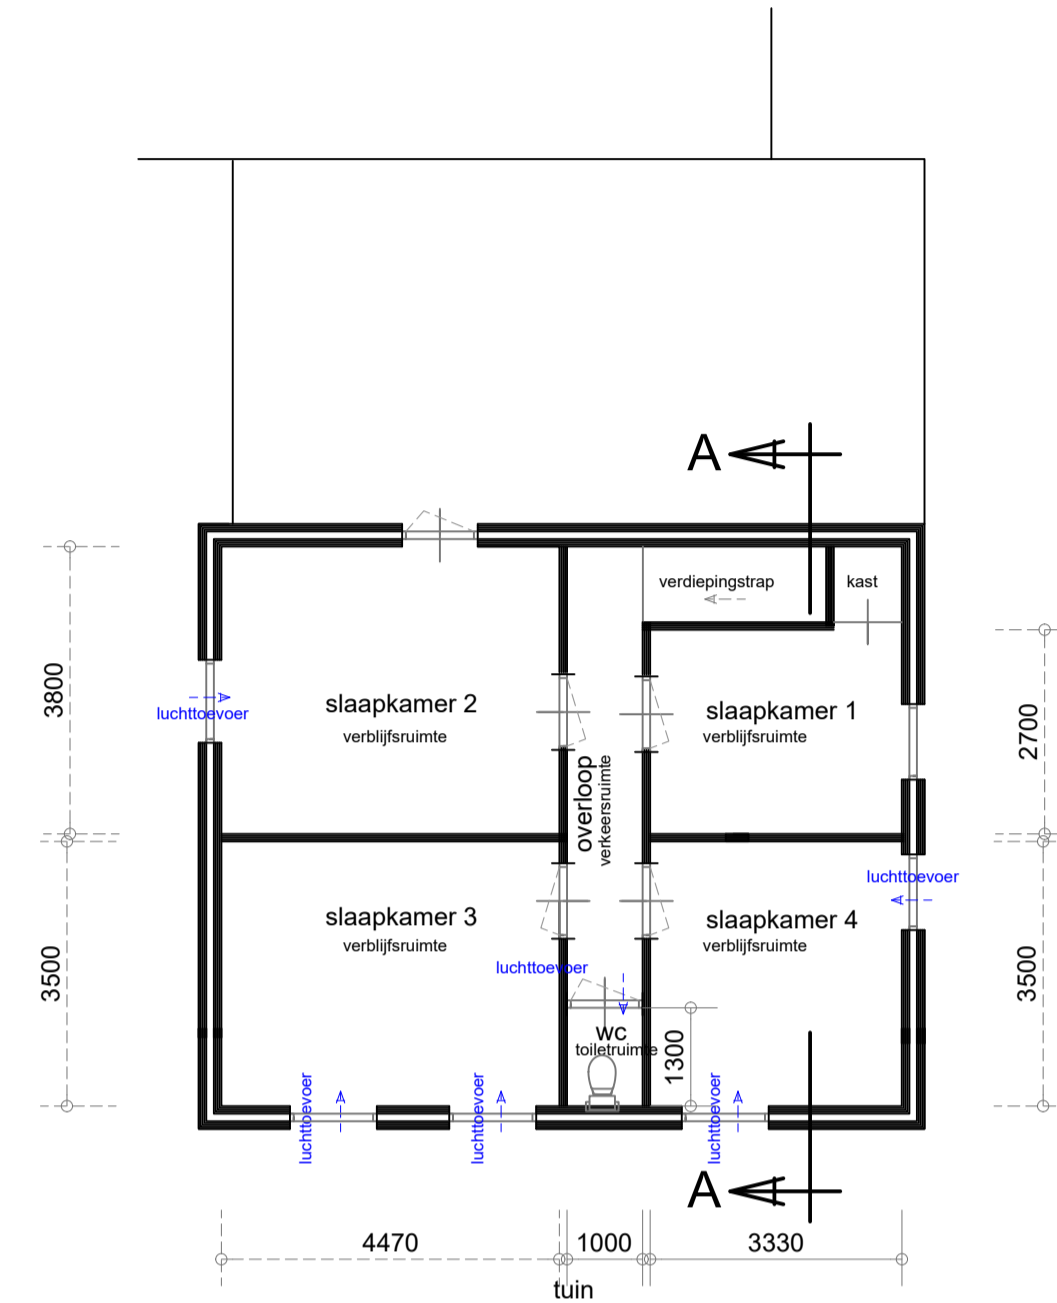 A
verdiepingstrap
kast
3800
slaapkamer 2
verblijfsruimte
luchttoevoer
slaapkamer 1
verblijfsruimte
2700
overloop
verkeersruimte
luchttoevoer
slaapkamer 3
verblijfsruimte
slaapkamer 4
verblijfsruimte
3500
luchttoevoer
3500
wc
toiletruimte
1300
luchttoevoer
luchttoevoer
luchttoevoer
A
4470
1000
3330
tuin